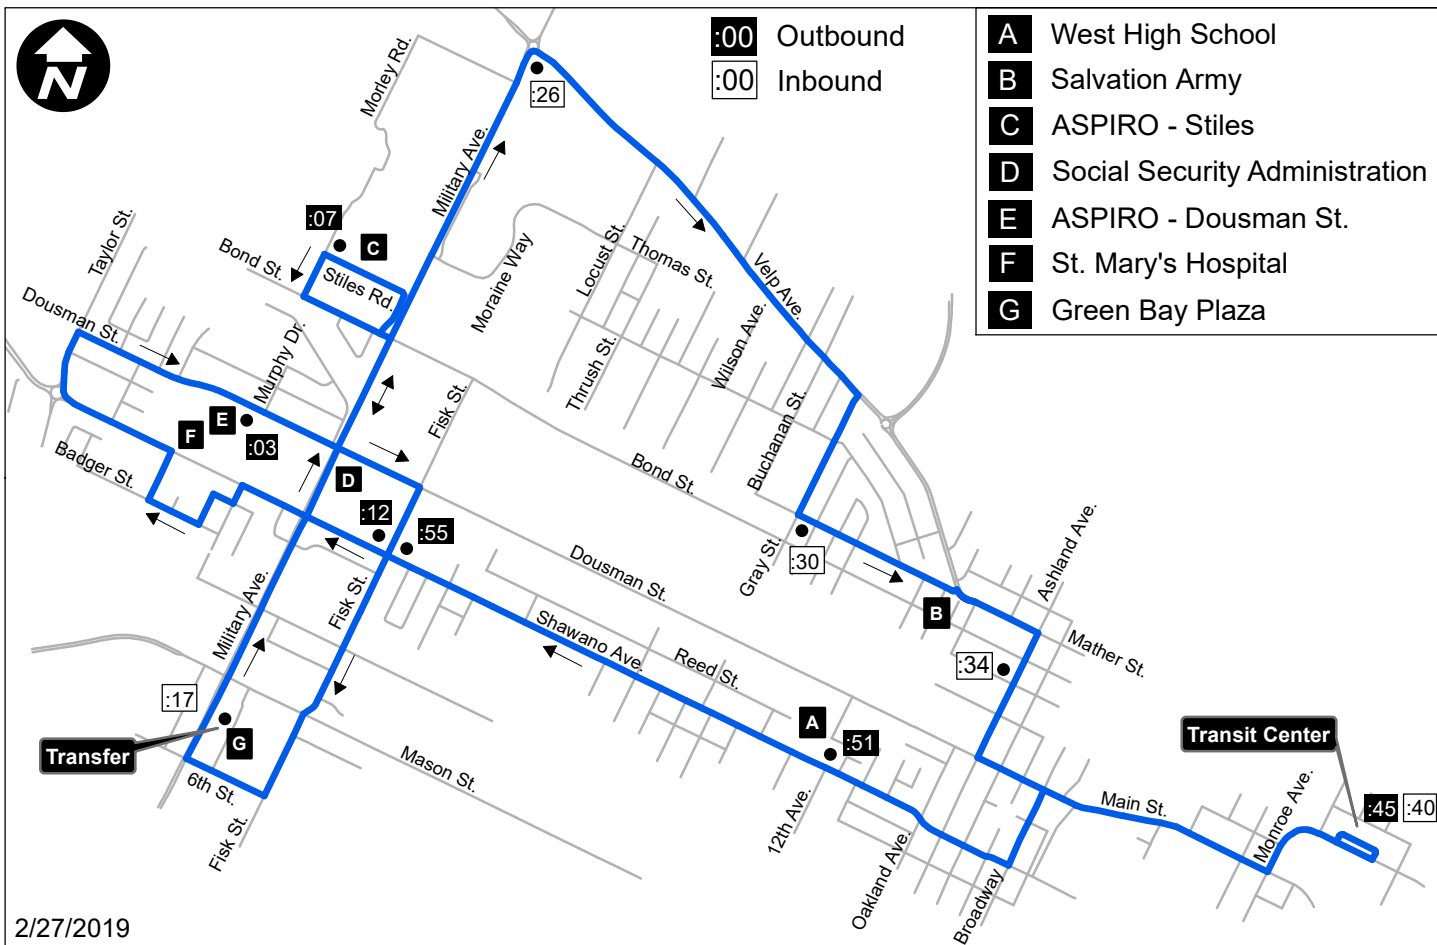 N
:00 Outbound
:00 Inbound
A West High School
B Salvation Army
C ASPIRO - Stiles
D Social Security Administration
E ASPIRO - Dousman St.
F St. Mary's Hospital
G Green Bay Plaza
Morley Rd.
:26
Military Ave.
:07
C
Taylor St.
Bond St.
Stiles Rd.
Moraine Way
Locust St.
Thomas St.
Velp Ave.
Dousman St.
Murphy Dr.
Thrush St.
Wilson Ave.
Fisk St.
Buchanan St.
E
F
:03
Badger St.
D
Bond St.
:12
:55
Gray St.
:30
Dousman St.
Ashland Ave.
B
Military Ave.
Fisk St.
Shawano Ave.
Reed St.
Mather St.
:34
:17
G
Transfer
A
:51
Transit Center
6th St.
Mason St.
Main St.
:45
:40
Fisk St.
12th Ave.
Oakland Ave.
Broadway
Monroe Ave.
2/27/2019